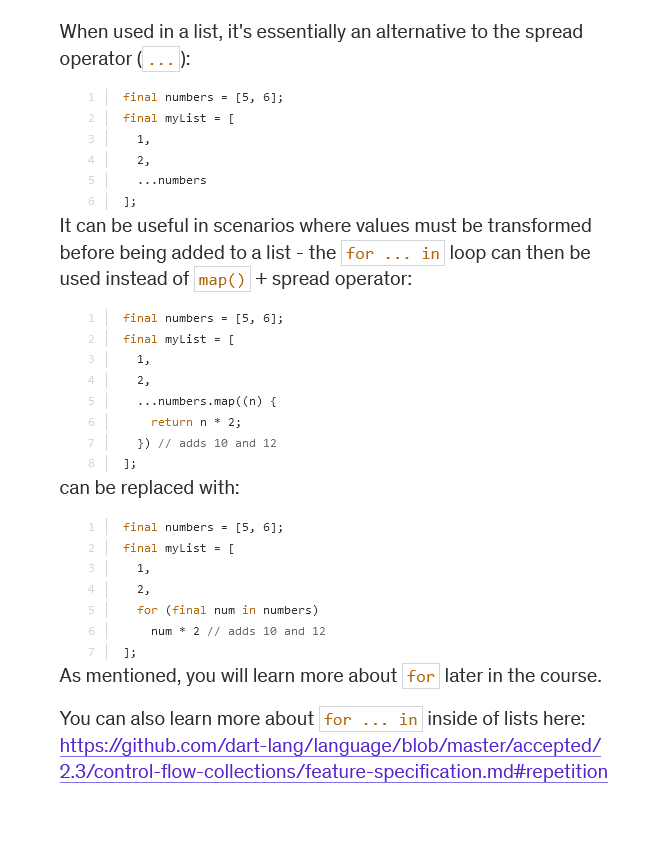 When used in a list, it's essentially an alternative to the spread
operator (...):
1 final numbers = [5, 6];
2 final myList = [
3   1,
4   2,
5   ...numbers
6 ];
It can be useful in scenarios where values must be transformed
before being added to a list - the for ... in loop can then be
used instead of map() + spread operator:
1 final numbers = [5, 6];
2 final myList = [
3   1,
4   2,
5   ...numbers.map((n) {
6     return n * 2;
7   }) // adds 10 and 12
8 ];
can be replaced with:
1 final numbers = [5, 6];
2 final myList = [
3   1,
4   2,
5   for (final num in numbers)
6     num * 2 // adds 10 and 12
7 ];
As mentioned, you will learn more about for later in the course.
You can also learn more about for ... in inside of lists here:
https://github.com/dart-lang/language/blob/master/accepted/
2.3/control-flow-collections/feature-specification.md#repetition